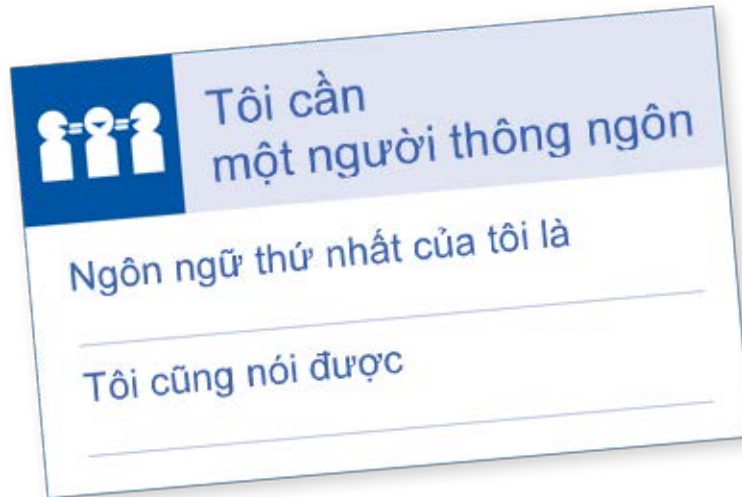 Tôi cần
một người thông ngôn
Ngôn ngữ thứ nhất của tôi là
Tôi cũng nói được